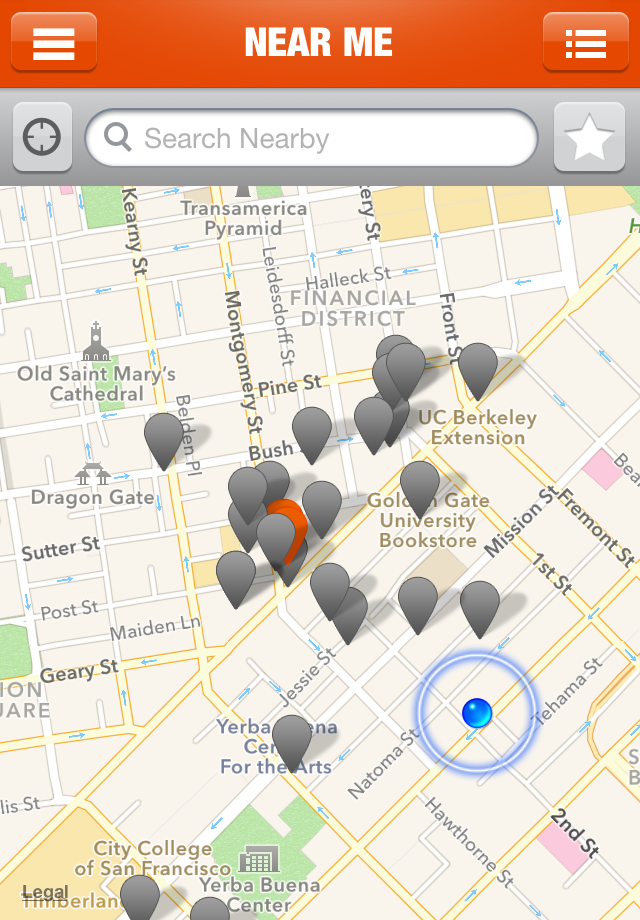 NEAR ME
Search Nearby
Transamerica
Pyramid
Kearny St
ery St
Leidesdorff St
Halleck St
FINANCIAL
DISTRICT
Montgomery St
Front St
Old Saint Mary's
Cathedral
Pine St
Belden Pl
UC Berkeley
Extension
Bush
Dragon Gate
Golden Gate
University
Bookstore
Mission St
Fremont St
Bea
Sutter St
1st St
Post St
Maiden Ln
Geary St
ION
UARE
Jessie St
Tehama St
Yerba Buena
Cen
For the Arts
Natoma St
S
B
lis St
Hawthorne St
2nd St
City College
of San Francisco
Yerba Buena
Center
Legal
Timberlan